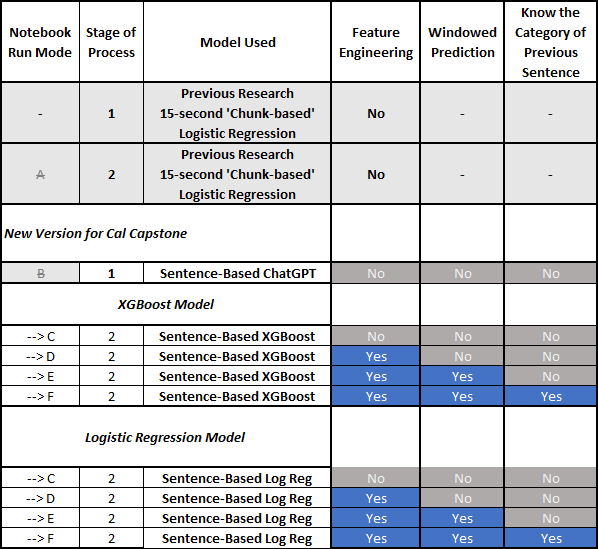 Notebook Run Mode | Stage of Process | Model Used | Feature Engineering | Windowed Prediction | Know the Category of Previous Sentence
- | 1 | Previous Research 15-second 'Chunk-based' Logistic Regression | No | - | -
A | 2 | Previous Research 15-second 'Chunk-based' Logistic Regression | No | - | -
New Version for Cal Capstone
B | 1 | Sentence-Based ChatGPT | No | No | No
XGBoost Model
--> C | 2 | Sentence-Based XGBoost | No | No | No
--> D | 2 | Sentence-Based XGBoost | Yes | No | No
--> E | 2 | Sentence-Based XGBoost | Yes | Yes | No
--> F | 2 | Sentence-Based XGBoost | Yes | Yes | Yes
Logistic Regression Model
--> C | 2 | Sentence-Based Log Reg | No | No | No
--> D | 2 | Sentence-Based Log Reg | Yes | No | No
--> E | 2 | Sentence-Based Log Reg | Yes | Yes | No
--> F | 2 | Sentence-Based Log Reg | Yes | Yes | Yes